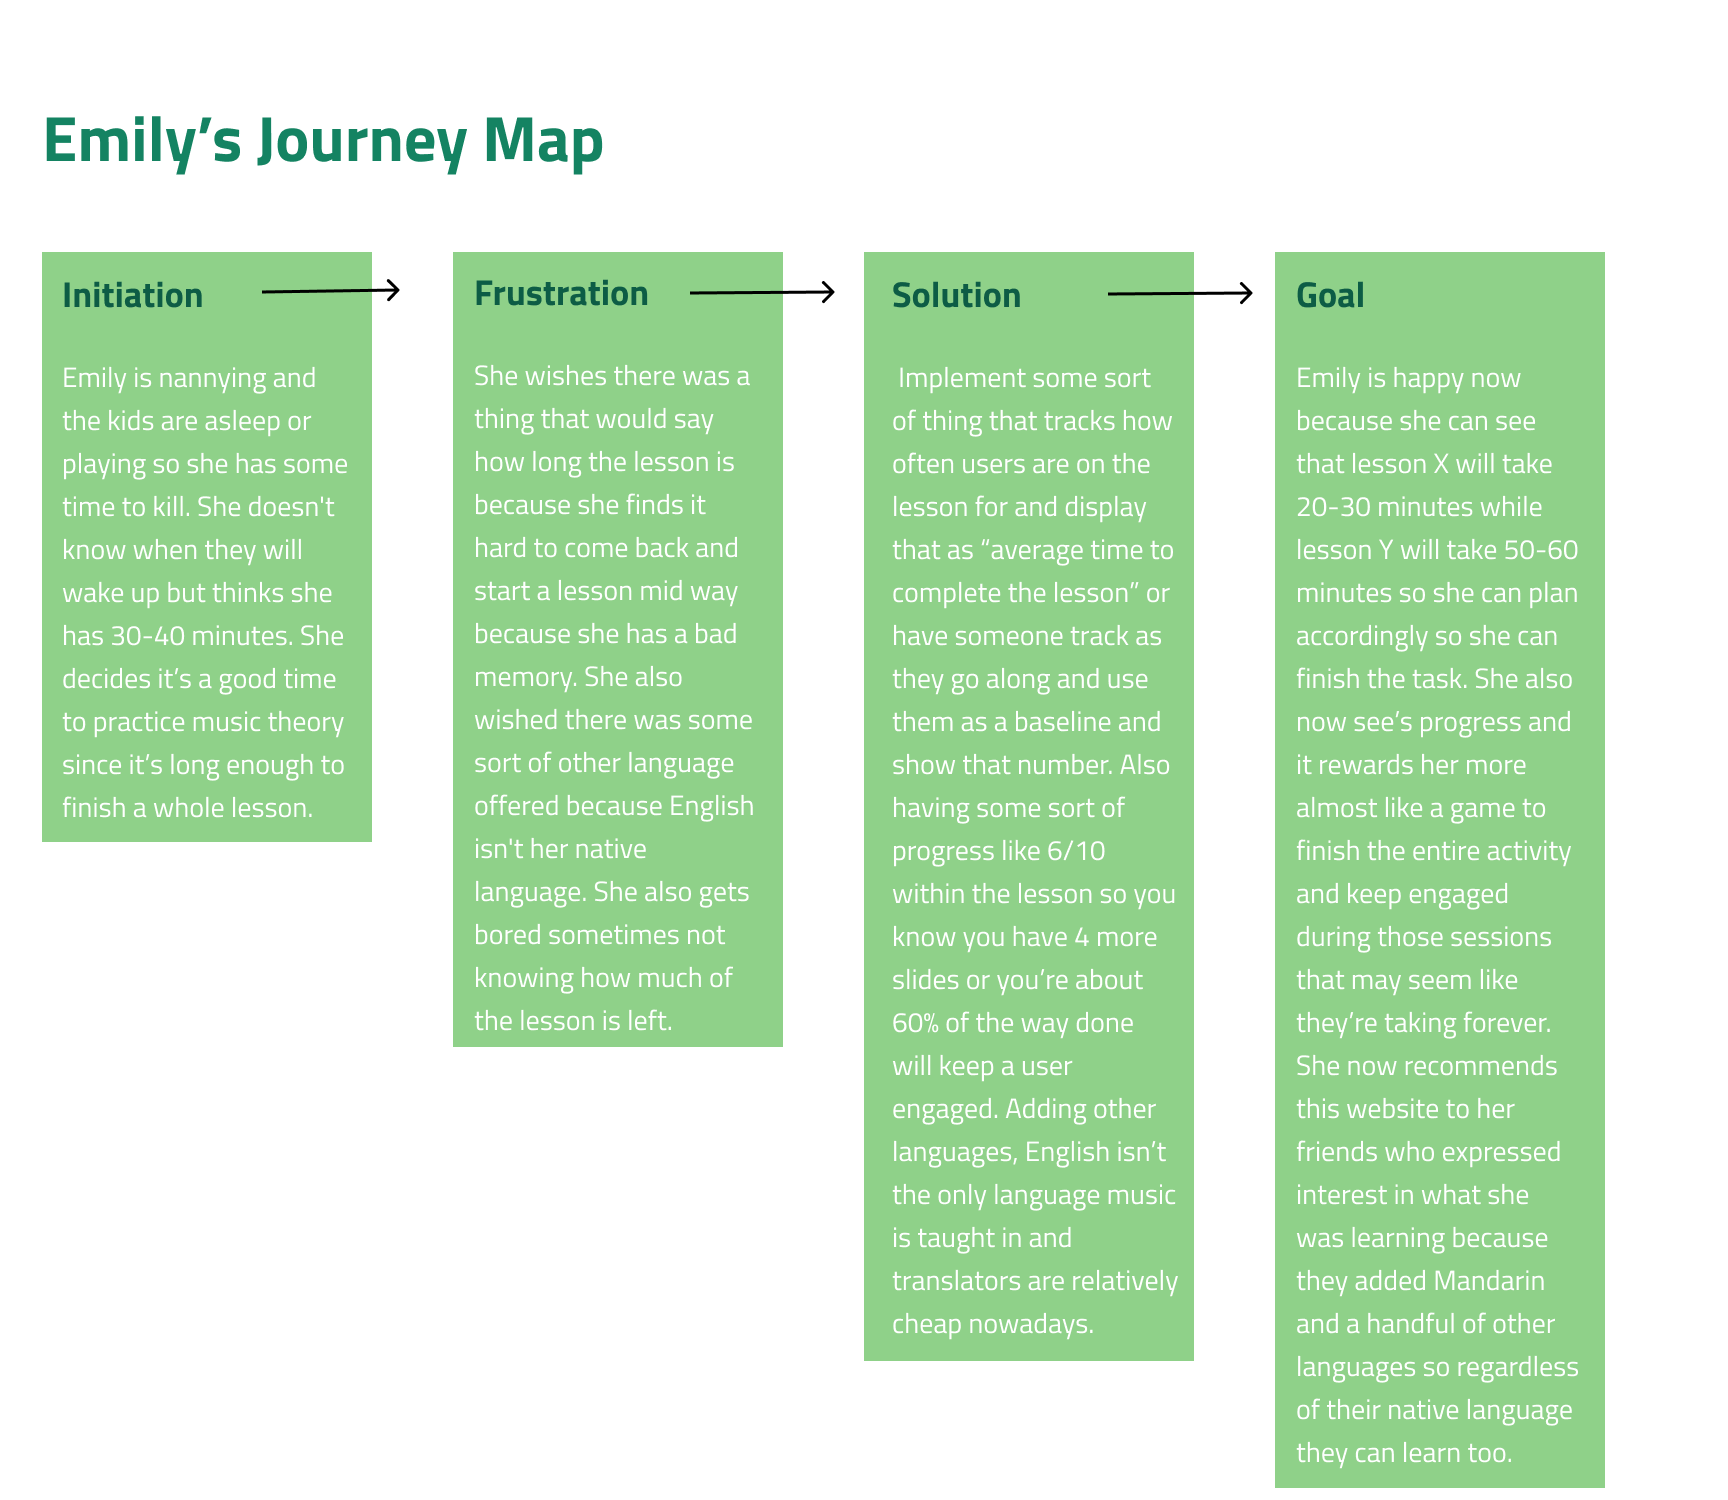 Emily’s Journey Map
Initiation
Emily is nannying and
the kids are asleep or
playing so she has some
time to kill. She doesn't
know when they will
wake up but thinks she
has 30-40 minutes. She
decides it’s a good time
to practice music theory
since it’s long enough to
finish a whole lesson.
Frustration
She wishes there was a
thing that would say
how long the lesson is
because she finds it
hard to come back and
start a lesson mid way
because she has a bad
memory. She also
wished there was some
sort of other language
offered because English
isn't her native
language. She also gets
bored sometimes not
knowing how much of
the lesson is left.
Solution
Implement some sort
of thing that tracks how
often users are on the
lesson for and display
that as “average time to
complete the lesson” or
have someone track as
they go along and use
them as a baseline and
show that number. Also
having some sort of
progress like 6/10
within the lesson so you
know you have 4 more
slides or you’re about
60% of the way done
will keep a user
engaged. Adding other
languages, English isn’t
the only language music
is taught in and
translators are relatively
cheap nowadays.
Goal
Emily is happy now
because she can see
that lesson X will take
20-30 minutes while
lesson Y will take 50-60
minutes so she can plan
accordingly so she can
finish the task. She also
now see’s progress and
it rewards her more
almost like a game to
finish the entire activity
and keep engaged
during those sessions
that may seem like
they’re taking forever.
She now recommends
this website to her
friends who expressed
interest in what she
was learning because
they added Mandarin
and a handful of other
languages so regardless
of their native language
they can learn too.